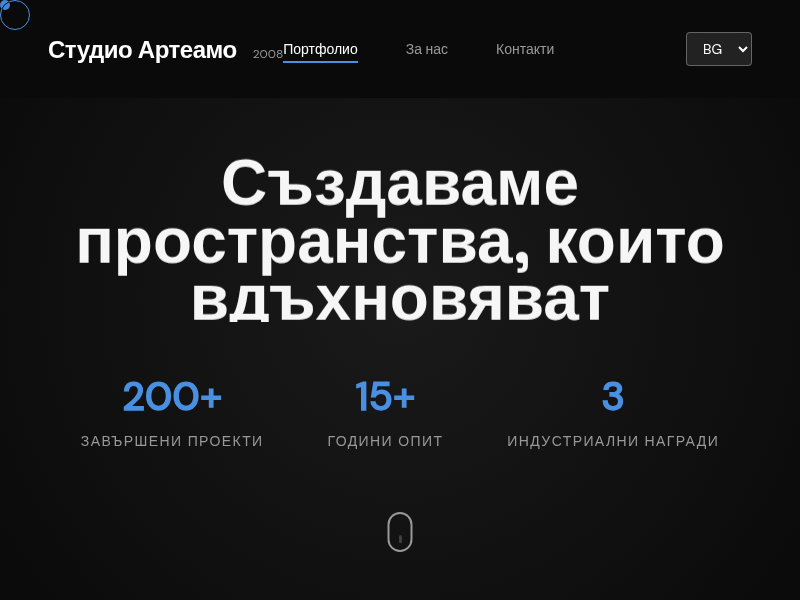 Студио Артеамо 2008 Портфолио За нас Контакти BG
Създаваме
пространства, които
вдъхновяват
200+ 15+ 3
ЗАВЪРШЕНИ ПРОЕКТИ ГОДИНИ ОПИТ ИНДУСТРИАЛНИ НАГРАДИ